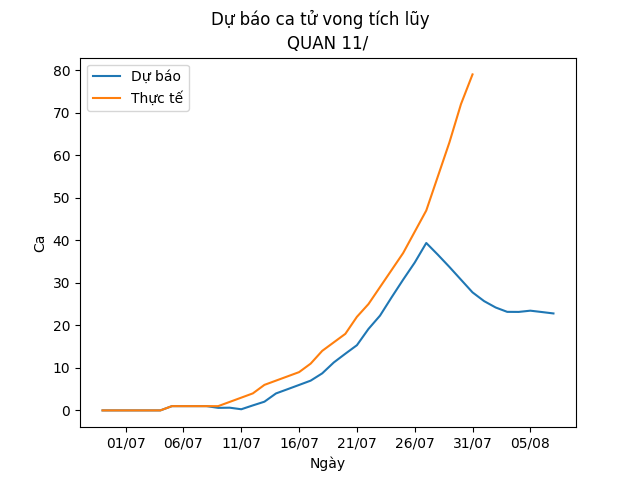 Dự báo ca tử vong tích lũy
QUAN 11/
Dự báo
Thực tế
80
70
60
50
40
30
20
10
0
Ca
01/07 06/07 11/07 16/07 21/07 26/07 31/07 05/08
Ngày